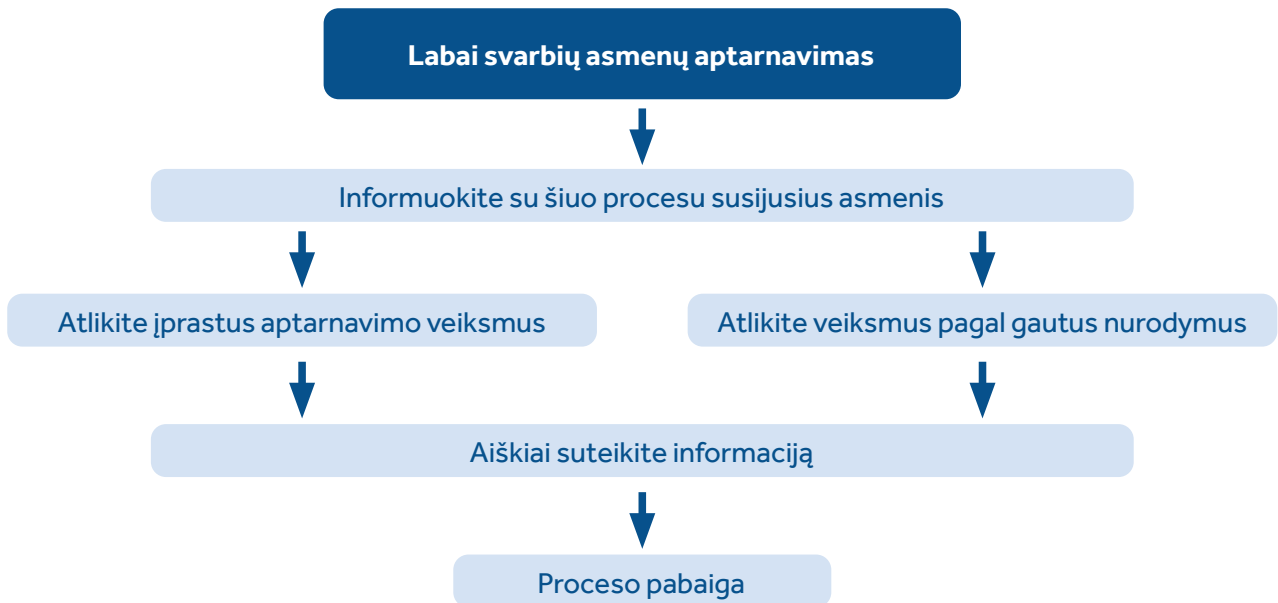 Labai svarbių asmenų aptarnavimas
Informuokite su šiuo procesu susijusius asmenis
Atlikite įprastus aptarnavimo veiksmus
Atlikite veiksmus pagal gautus nurodymus
Aiškiai suteikite informaciją
Proceso pabaiga